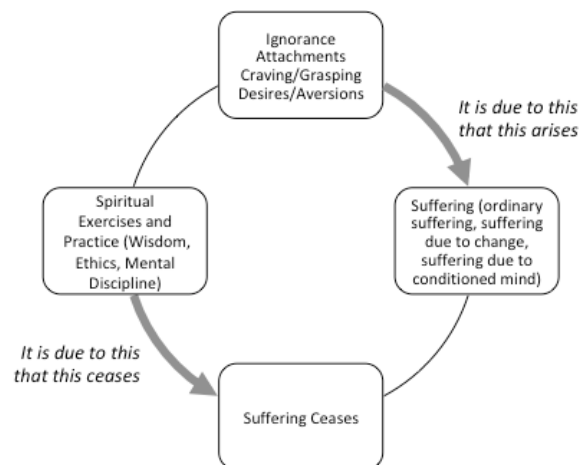 Ignorance
Attachments
Craving/Grasping
Desires/Aversions
It is due to this
that this arises
Spiritual
Exercises and
Practice (Wisdom,
Ethics, Mental
Discipline)
Suffering (ordinary
suffering, suffering
due to change,
suffering due to
conditioned mind)
It is due to this
that this ceases
Suffering Ceases